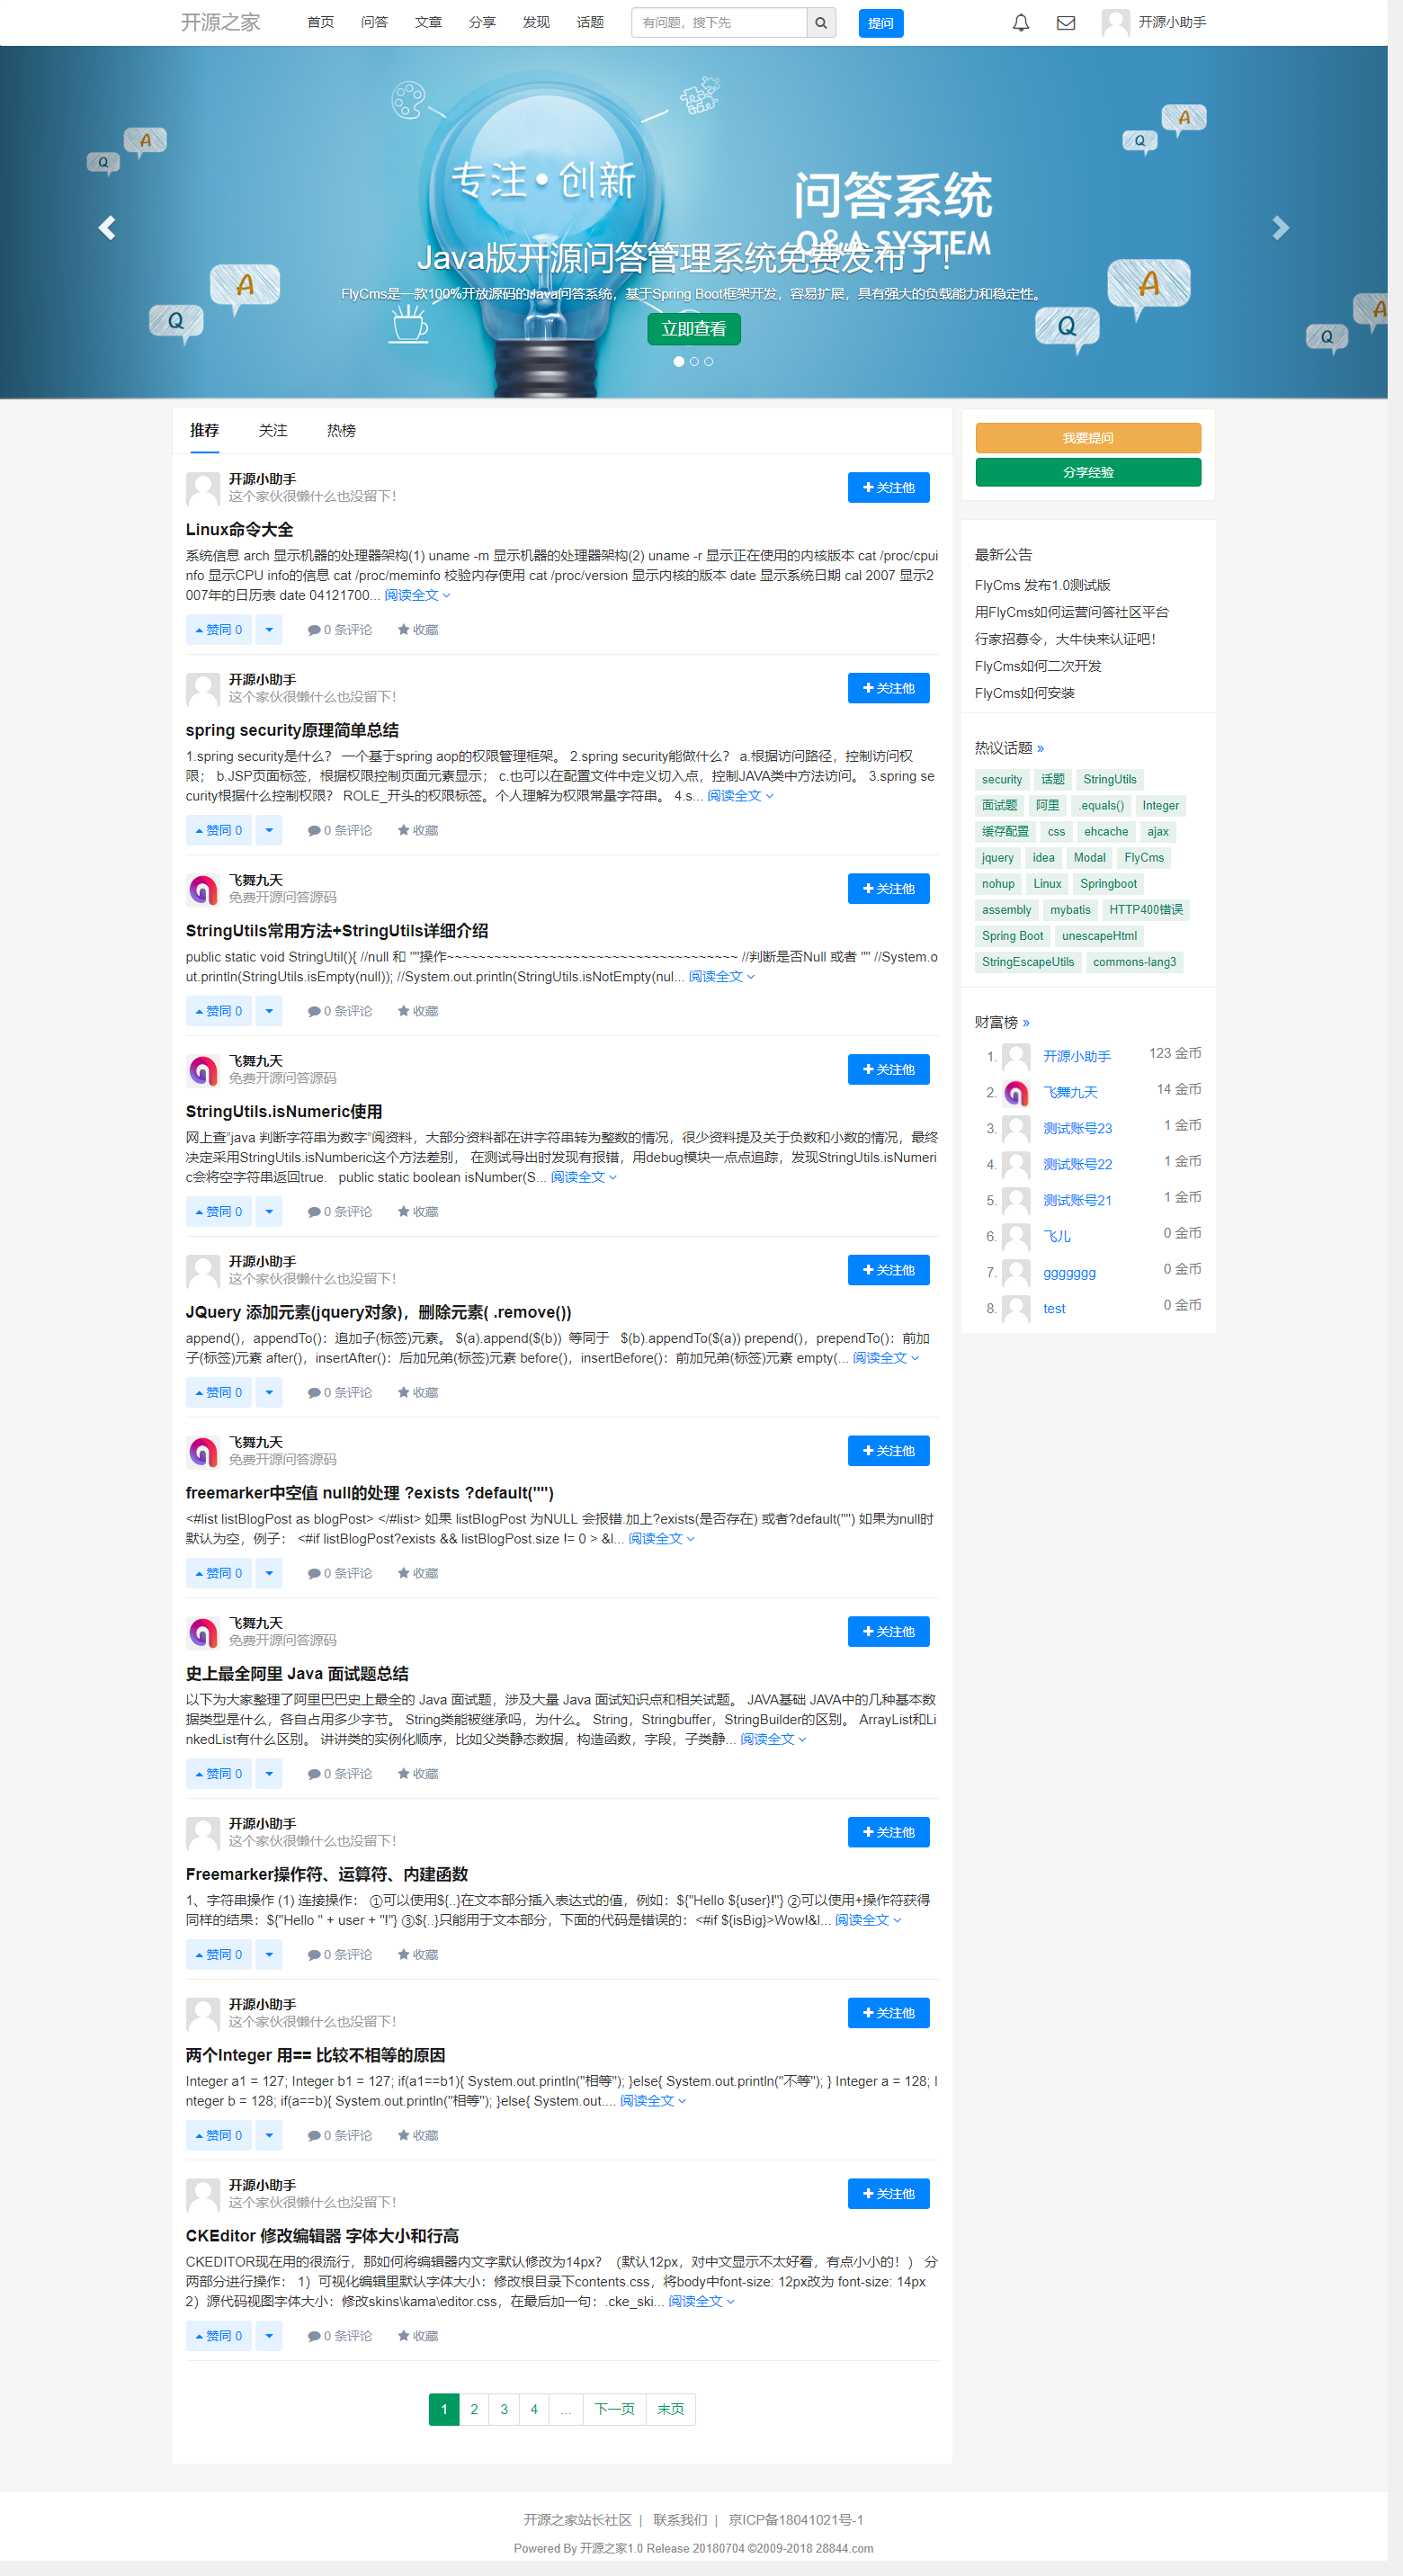 开源之家 首页 问答 文章 分享 发现 话题 有问题，搜下先 提问 开源小助手
专注•创新
问答系统
Q&A SYSTEM
Q A
Q A
Q A
Q A
Q A
Java版开源问答管理系统免费发布了！
FlyCms是一款100%开放源码的Java问答系统，基于Spring Boot框架开发，容易扩展，具有强大的负载能力和稳定性。
立即查看
推荐 关注 热榜
开源小助手
这个家伙很懒什么也没留下！
关注他
Linux命令大全
系统信息 arch 显示机器的处理器架构(1) uname -m 显示机器的处理器架构(2) uname -r 显示正在使用的内核版本 cat /proc/cpui
nfo 显示CPU info的信息 cat /proc/meminfo 校验内存使用 cat /proc/version 显示内核的版本 date 显示系统日期 cal 2007 显示2
007年的日历表 date 04121700... 阅读全文
赞同 0 0 条评论 收藏
开源小助手
这个家伙很懒什么也没留下！
关注他
spring security原理简单总结
1.spring security是什么？ 一个基于spring aop的权限管理框架。 2.spring security能做什么？ a.根据访问路径，控制访问权
限； b.JSP页面标签，根据权限控制页面元素显示； c.也可以在配置文件中定义切入点，控制JAVA类中方法访问。 3.spring se
curity根据什么控制权限？ ROLE_开头的权限标签。个人理解为权限常量字符串。 4.s... 阅读全文
赞同 0 0 条评论 收藏
飞舞九天
免费开源问答源码
关注他
StringUtils常用方法+StringUtils详细介绍
public static void StringUtil(){ //null 和 ""操作~~~~~~~~~~~~~~~~~~~~~~~~~~~~~~~~~~~~~ //判断是否Null 或者 "" //System.o
ut.println(StringUtils.isEmpty(null)); //System.out.println(StringUtils.isNotEmpty(nul... 阅读全文
赞同 0 0 条评论 收藏
飞舞九天
免费开源问答源码
关注他
StringUtils.isNumeric使用
网上查"java 判断字符串为数字"阅资料，大部分资料都在讲字符串转为整数的情况，很少资料提及关于负数和小数的情况，最终
决定采用StringUtils.isNumberic这个方法差别， 在测试导出时发现有报错，用debug模块一点点追踪，发现StringUtils.isNumeri
c会将空字符串返回true. public static boolean isNumber(S... 阅读全文
赞同 0 0 条评论 收藏
开源小助手
这个家伙很懒什么也没留下！
关注他
JQuery 添加元素(jquery对象)，删除元素( .remove())
append()，appendTo()：追加子(标签)元素。 $(a).append($(b)) 等同于 $(b).appendTo($(a)) prepend()，prependTo()：前加
子(标签)元素 after()，insertAfter()：后加兄弟(标签)元素 before()，insertBefore()：前加兄弟(标签)元素 empty(... 阅读全文
赞同 0 0 条评论 收藏
飞舞九天
免费开源问答源码
关注他
freemarker中空值 null的处理 ?exists ?default("")
<#list listBlogPost as blogPost> </#list> 如果 listBlogPost 为NULL 会报错.加上?exists(是否存在) 或者?default("") 如果为null时
默认为空，例子： <#if listBlogPost?exists && listBlogPost.size != 0 > &l... 阅读全文
赞同 0 0 条评论 收藏
飞舞九天
免费开源问答源码
关注他
史上最全阿里 Java 面试题总结
以下为大家整理了阿里巴巴史上最全的 Java 面试题，涉及大量 Java 面试知识点和相关试题。 JAVA基础 JAVA中的几种基本数
据类型是什么，各自占用多少字节。 String类能被继承吗，为什么。 String，Stringbuffer，StringBuilder的区别。 ArrayList和Li
nkedList有什么区别。 讲讲类的实例化顺序，比如父类静态数据，构造函数，字段，子类静... 阅读全文
赞同 0 0 条评论 收藏
开源小助手
这个家伙很懒什么也没留下！
关注他
Freemarker操作符、运算符、内建函数
1、字符串操作 (1) 连接操作： ①可以使用${..}在文本部分插入表达式的值，例如：${"Hello ${user}!"} ②可以使用+操作符获得
同样的结果：${"Hello " + user + "!"} ③${..}只能用于文本部分，下面的代码是错误的：<#if ${isBig}>Wow!&l... 阅读全文
赞同 0 0 条评论 收藏
开源小助手
这个家伙很懒什么也没留下！
关注他
两个Integer 用== 比较不相等的原因
Integer a1 = 127; Integer b1 = 127; if(a1==b1){ System.out.println("相等"); }else{ System.out.println("不等"); } Integer a = 128; I
nteger b = 128; if(a==b){ System.out.println("相等"); }else{ System.out.... 阅读全文
赞同 0 0 条评论 收藏
开源小助手
这个家伙很懒什么也没留下！
关注他
CKEditor 修改编辑器 字体大小和行高
CKEDITOR现在用的很流行，那如何将编辑器内文字默认修改为14px？（默认12px，对中文显示不太好看，有点小小的！） 分
两部分进行操作： 1）可视化编辑里默认字体大小：修改根目录下contents.css，将body中font-size: 12px改为 font-size: 14px
2）源代码视图字体大小：修改skins\kama\editor.css，在最后加一句：.cke_ski... 阅读全文
赞同 0 0 条评论 收藏
1 2 3 4 ... 下一页 末页
我要提问
分享经验
最新公告
FlyCms 发布1.0测试版
用FlyCms如何运营问答社区平台
行家招募令，大牛快来认证吧！
FlyCms如何二次开发
FlyCms如何安装
热议话题 »
security 话题 StringUtils
面试题 阿里 .equals() Integer
缓存配置 css ehcache ajax
jquery idea Modal FlyCms
nohup Linux Springboot
assembly mybatis HTTP400错误
Spring Boot unescapeHtml
StringEscapeUtils commons-lang3
财富榜 »
1. 开源小助手 123 金币
2. 飞舞九天 14 金币
3. 测试账号23 1 金币
4. 测试账号22 1 金币
5. 测试账号21 1 金币
6. 飞儿 0 金币
7. ggggggg 0 金币
8. test 0 金币
开源之家站长社区 | 联系我们 | 京ICP备18041021号-1
Powered By 开源之家1.0 Release 20180704 ©2009-2018 28844.com